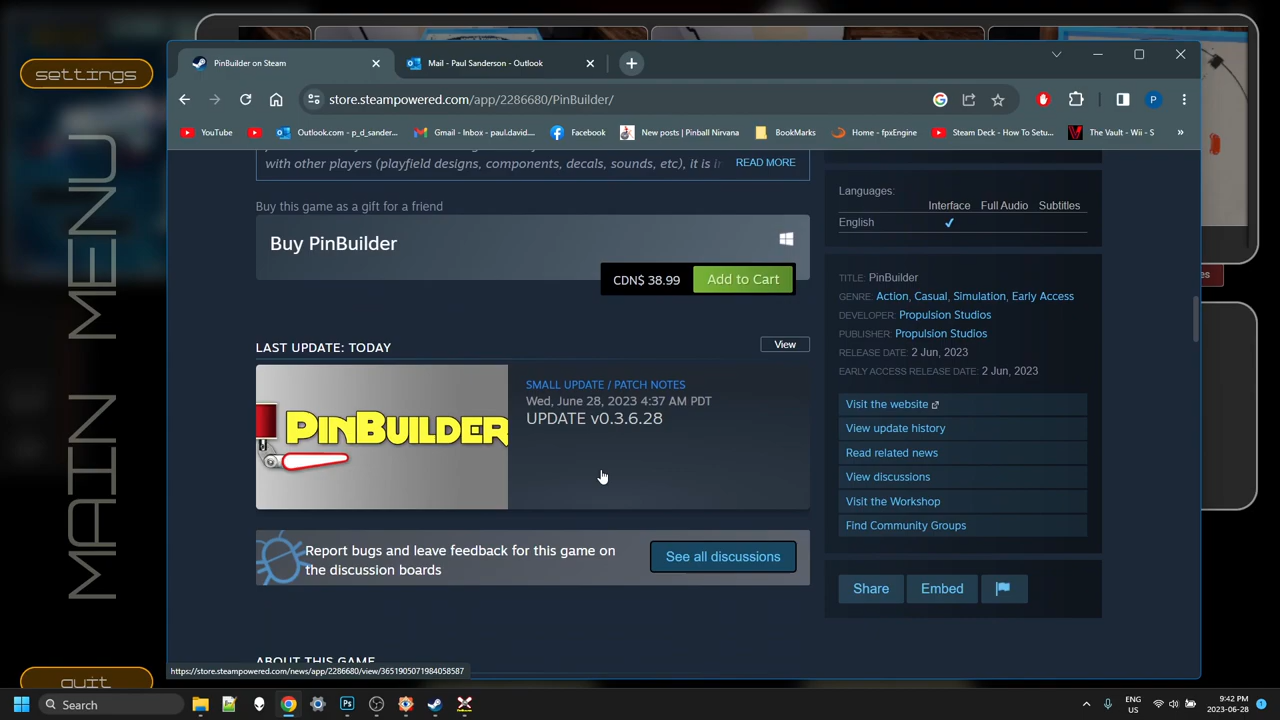 settings
MAIN MENU
quit
PinBuilder on Steam
Mail - Paul Sanderson - Outlook
store.steampowered.com/app/2286680/PinBuilder/
YouTube
Outlook.com - p_d_sander...
Gmail - Inbox - paul.david....
Facebook
New posts | Pinball Nirvana
BookMarks
Home - fpxEngine
Steam Deck - How To Setu...
The Vault - Wii - S
»
P
with other players (playfield designs, components, decals, sounds, etc), it is i
READ MORE
Buy this game as a gift for a friend
Buy PinBuilder
CDN$ 38.99
Add to Cart
LAST UPDATE: TODAY
View
PINBUILDER
SMALL UPDATE / PATCH NOTES
Wed, June 28, 2023 4:37 AM PDT
UPDATE v0.3.6.28
Report bugs and leave feedback for this game on
the discussion boards
See all discussions
ABOUT THIS GAME
Languages:
Interface Full Audio Subtitles
English ✔
TITLE: PinBuilder
GENRE: Action, Casual, Simulation, Early Access
DEVELOPER: Propulsion Studios
PUBLISHER: Propulsion Studios
RELEASE DATE: 2 Jun, 2023
EARLY ACCESS RELEASE DATE: 2 Jun, 2023
Visit the website
View update history
Read related news
View discussions
Visit the Workshop
Find Community Groups
Share
Embed
https://store.steampowered.com/news/app/2286680/view/3651905071984058587
Search
Ps
ENG
US
9:42 PM
2023-06-28
1